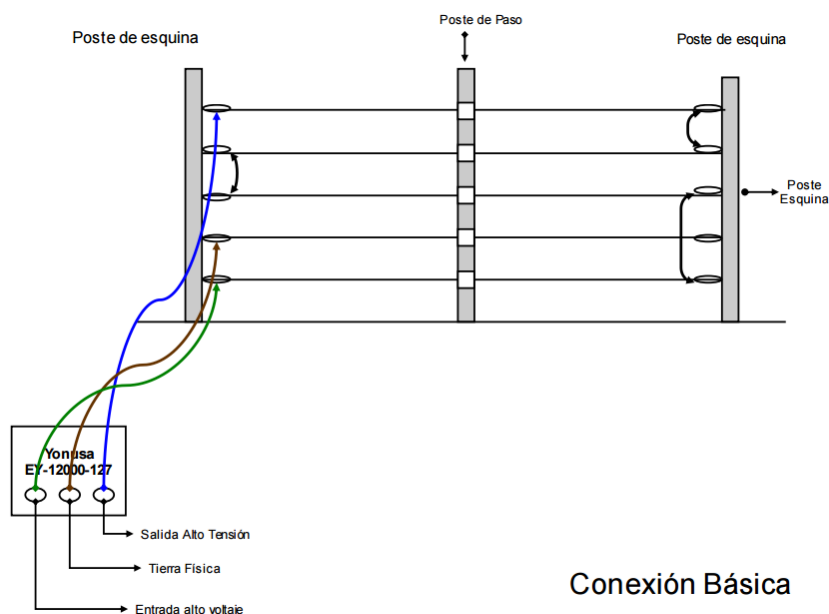 Poste de Paso
Poste de esquina
Poste de esquina
Poste
Esquina
Yonusa
EY-12000-127
Salida Alto Tensión
Tierra Física
Conexión Básica
Entrada alto voltaje